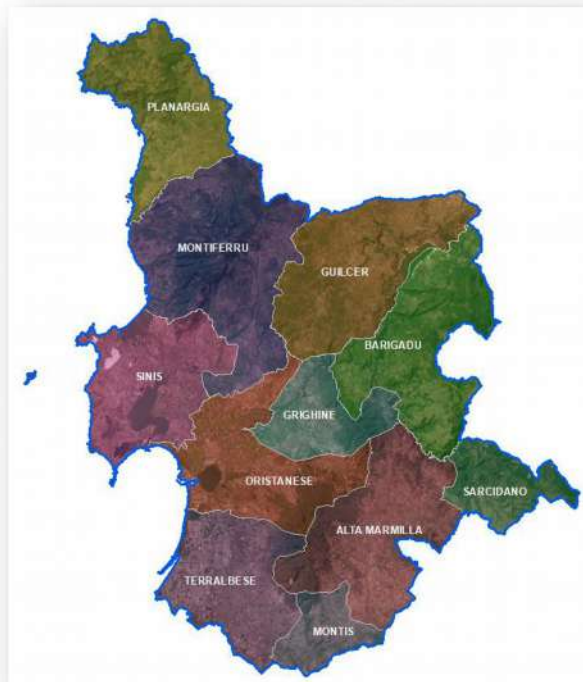 PLANARGIA
MONTIFERRU
GUILCER
BARIGADU
SINIS
GRIGHINE
ORISTANESE
SARCIDANO
ALTA MARMILLA
TERRALBESE
MONTIS